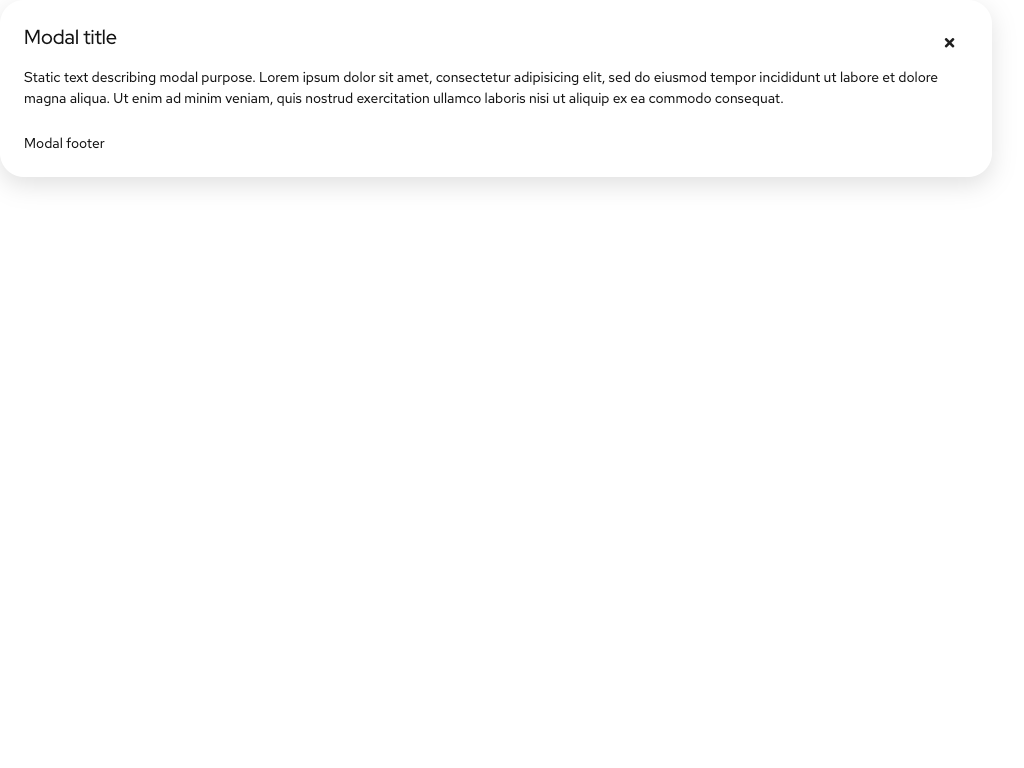 Modal title
Static text describing modal purpose. Lorem ipsum dolor sit amet, consectetur adipisicing elit, sed do eiusmod tempor incididunt ut labore et dolore
magna aliqua. Ut enim ad minim veniam, quis nostrud exercitation ullamco laboris nisi ut aliquip ex ea commodo consequat.
Modal footer